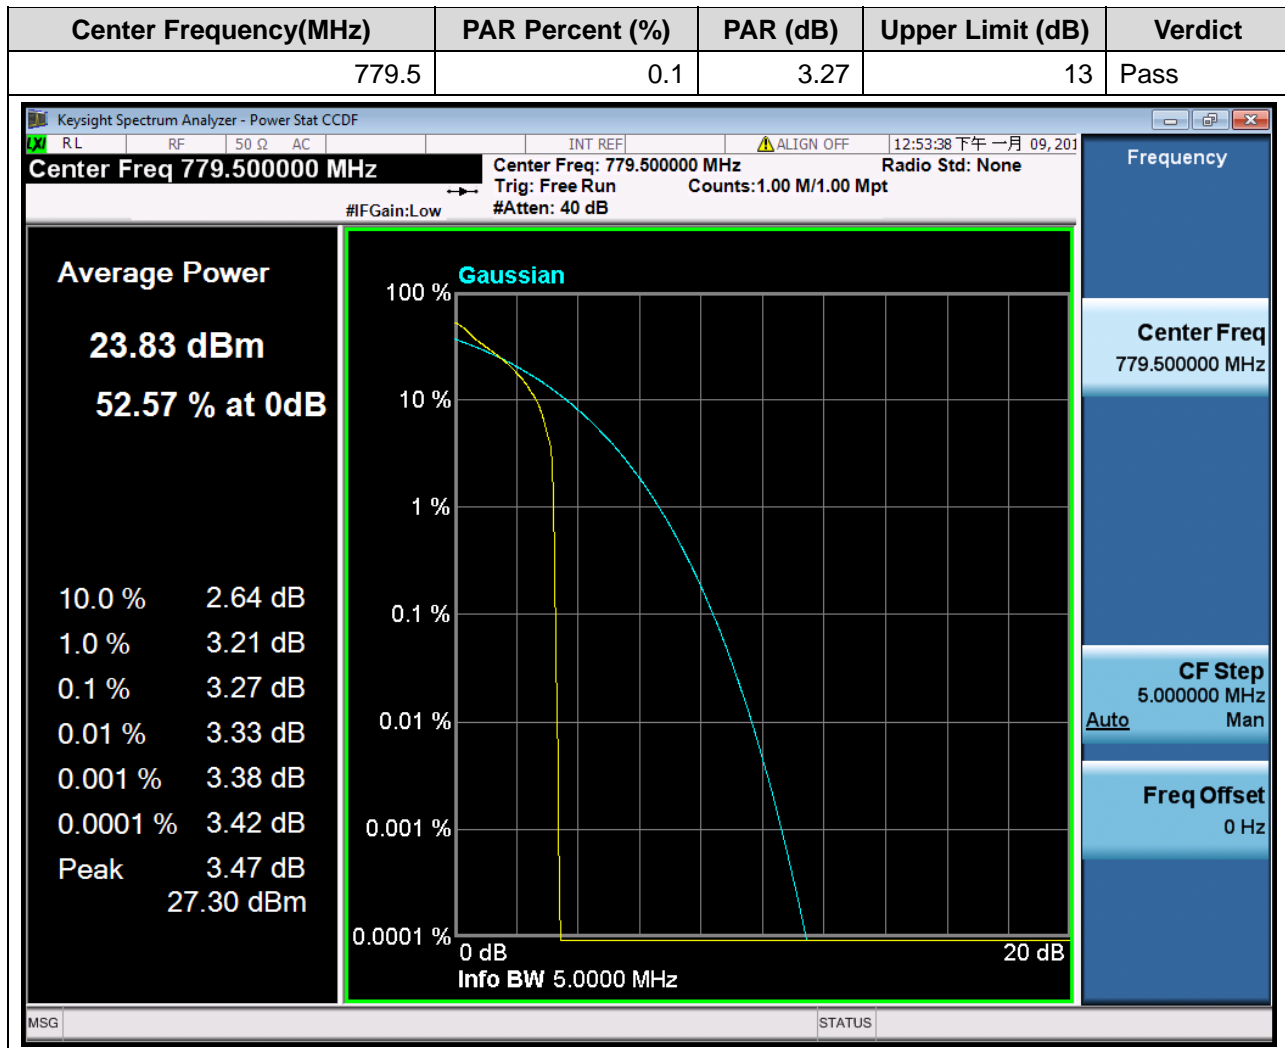 Center Frequency(MHz) PAR Percent (%) PAR (dB) Upper Limit (dB) Verdict
779.5 0.1 3.27 13 Pass
Keysight Spectrum Analyzer - Power Stat CCDF
LXI RL RF 50 Ω AC INT REF ALIGN OFF 12:53:38 下午 一月 09, 201
Center Freq 779.500000 MHz
Center Freq: 779.500000 MHz Radio Std: None
Trig: Free Run Counts:1.00 M/1.00 Mpt
#IFGain:Low #Atten: 40 dB
Average Power
23.83 dBm
52.57 % at 0dB
10.0 % 2.64 dB
1.0 % 3.21 dB
0.1 % 3.27 dB
0.01 % 3.33 dB
0.001 % 3.38 dB
0.0001 % 3.42 dB
Peak 3.47 dB
27.30 dBm
Gaussian
100 %
10 %
1 %
0.1 %
0.01 %
0.001 %
0.0001 %
0 dB 20 dB
Info BW 5.0000 MHz
Frequency
Center Freq
779.500000 MHz
CF Step
5.000000 MHz
Auto Man
Freq Offset
0 Hz
MSG STATUS